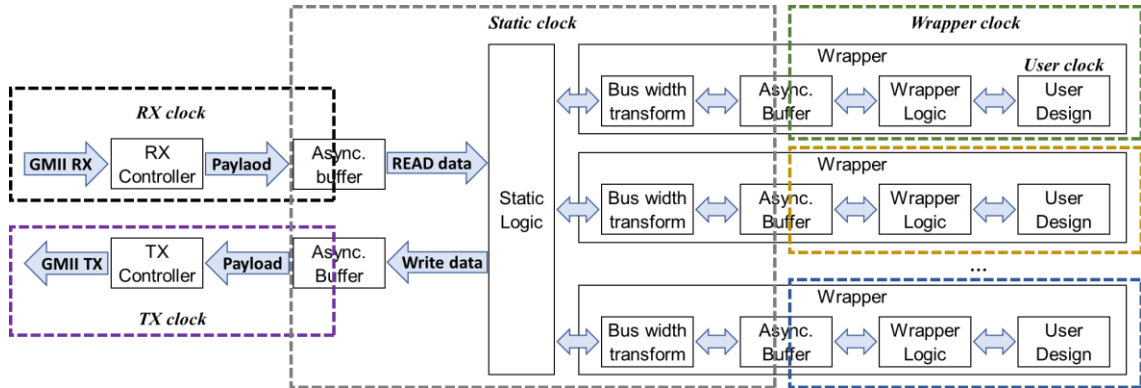 Static clock
Wrapper clock
Wrapper
User clock
Bus width
transform
Async.
Buffer
Wrapper
Logic
User
Design
RX clock
GMII RX
RX
Controller
Paylaod
Async.
buffer
READ data
Static
Logic
Wrapper
Bus width
transform
Async.
Buffer
Wrapper
Logic
User
Design
GMII TX
TX
Controller
Payload
Async.
Buffer
Write data
TX clock
...
Wrapper
Bus width
transform
Async.
Buffer
Wrapper
Logic
User
Design